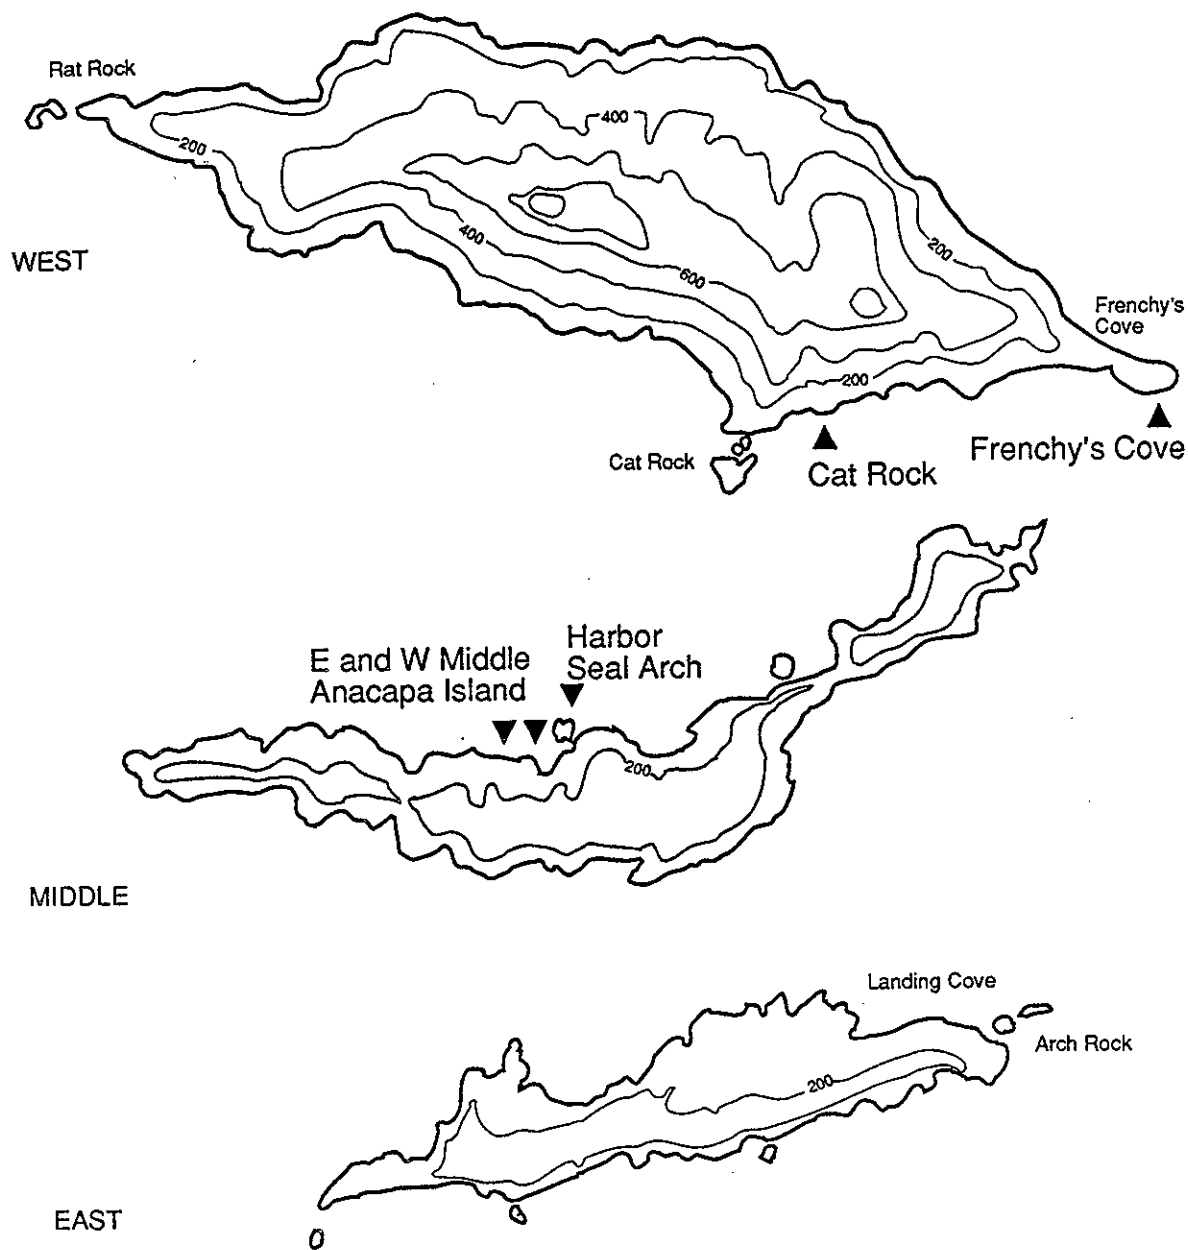 Rat Rock
400
200
400
WEST
200
600
Frenchy's
Cove
200
Frenchy's Cove
Cat Rock
Cat Rock
E and W Middle
Anacapa Island
Harbor
Seal Arch
200
MIDDLE
Landing Cove
Arch Rock
200
EAST